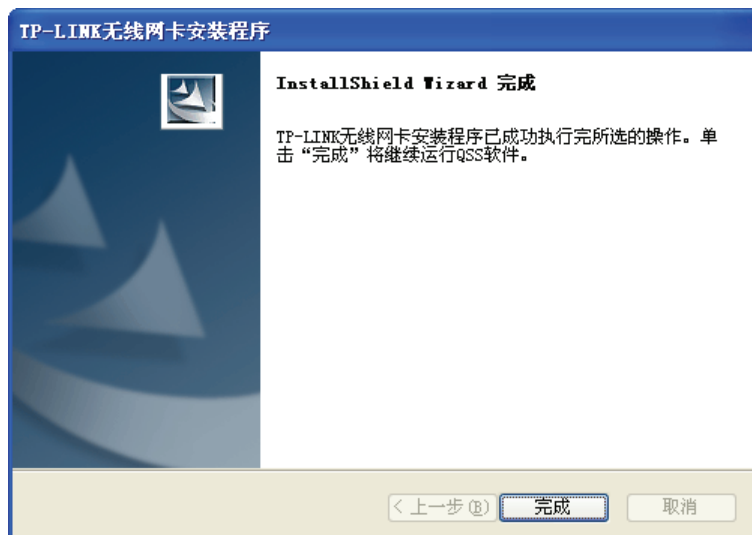 TP-LINK无线网卡安装程序
InstallShield Wizard 完成
TP-LINK无线网卡安装程序已成功执行完所选的操作。单
击“完成”将继续运行QSS软件。
< 上一步(B) 完成 取消